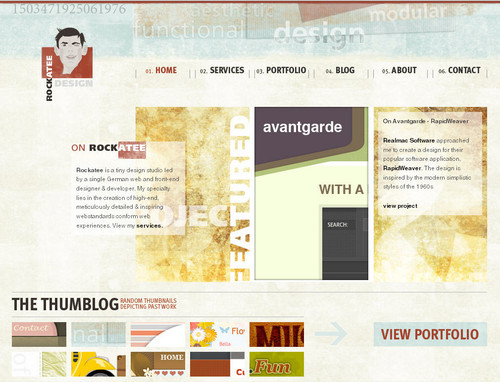 1503471925061976
aesthetic
functional
design
modular
ROCKATEE
DESIGN
01. HOME
02. SERVICES
03. PORTFOLIO
04. BLOG
05. ABOUT
06. CONTACT
ON ROCKATEE
Rockatee is a tiny design studio led
by a single German web and front-end
designer & developer. My specialty
lies in the creation of high-end,
meticulously detailed & inspiring
webstandards conform web
experiences. View my services.
FEATURED
avantgarde
WITH A
SEARCH:
On Avantgarde - RapidWeaver
Realmac Software approached
me to create a design for their
popular software application,
RapidWeaver. The design is
inspired by the modern simplistic
styles of the 1960s
view project
THE THUMBLOG
RANDOM THUMBNAILS
DEPICTING PAST WORK
Contact
nal
Flo
HOME
Fun
VIEW PORTFOLIO